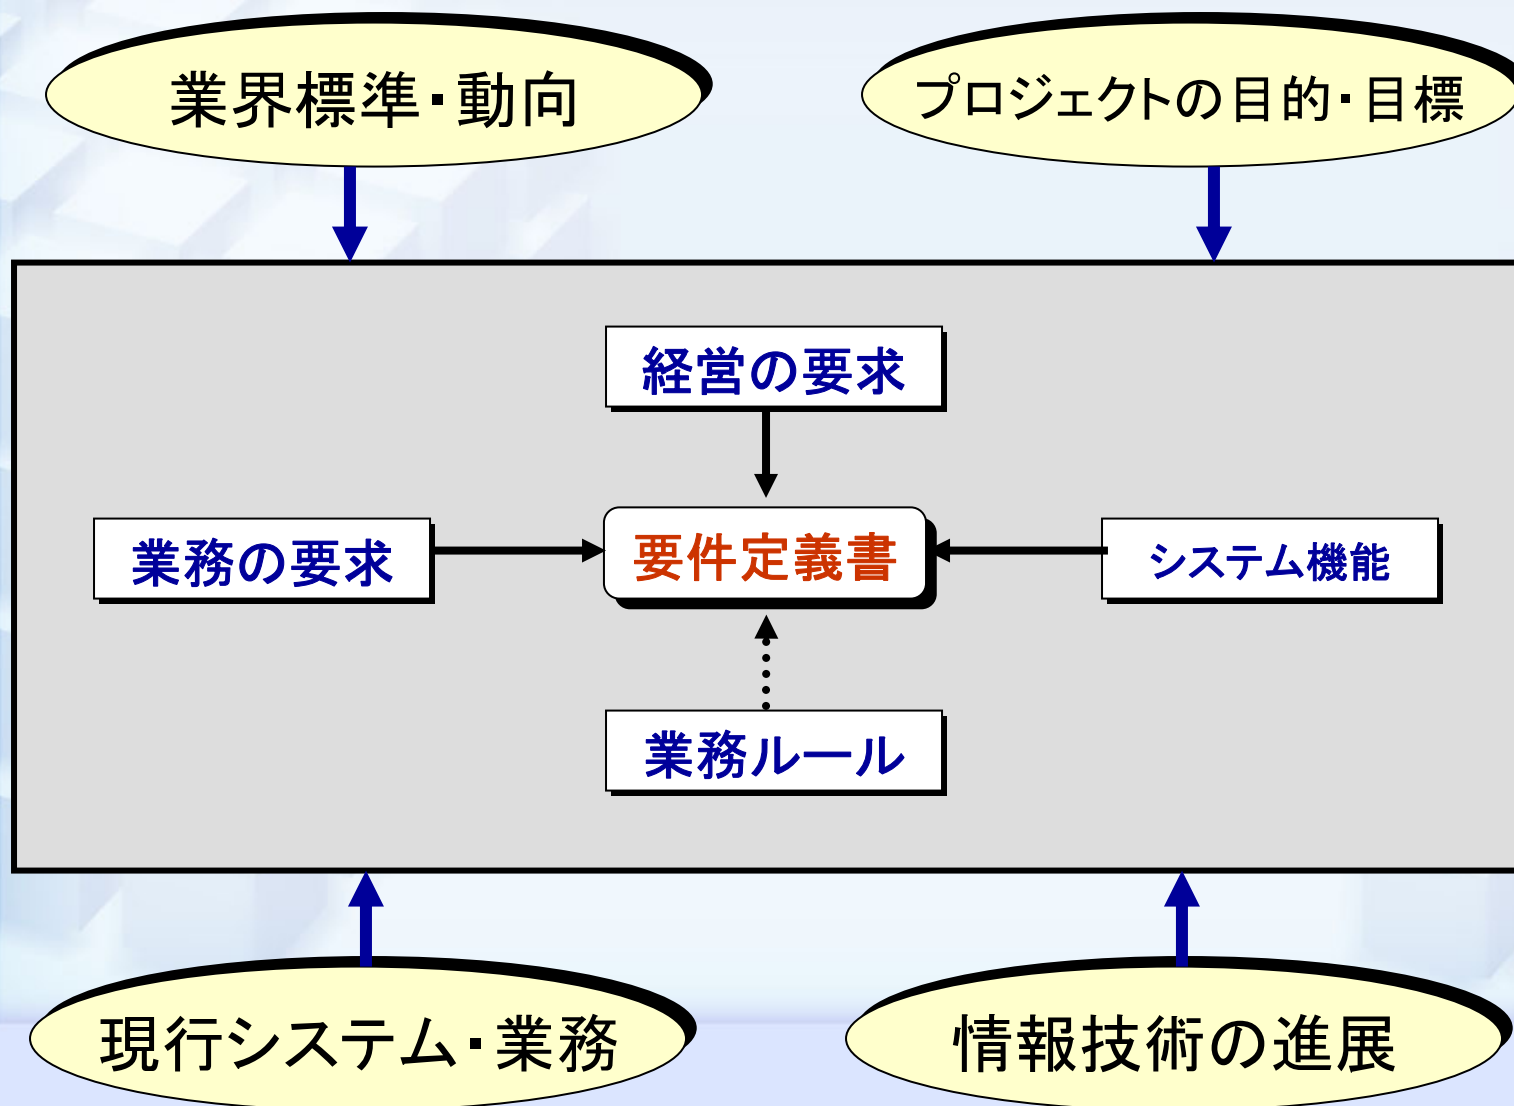 業界標準・動向
プロジェクトの目的・目標
経営の要求
業務の要求
要件定義書
システム機能
業務ルール
現行システム・業務
情報技術の進展